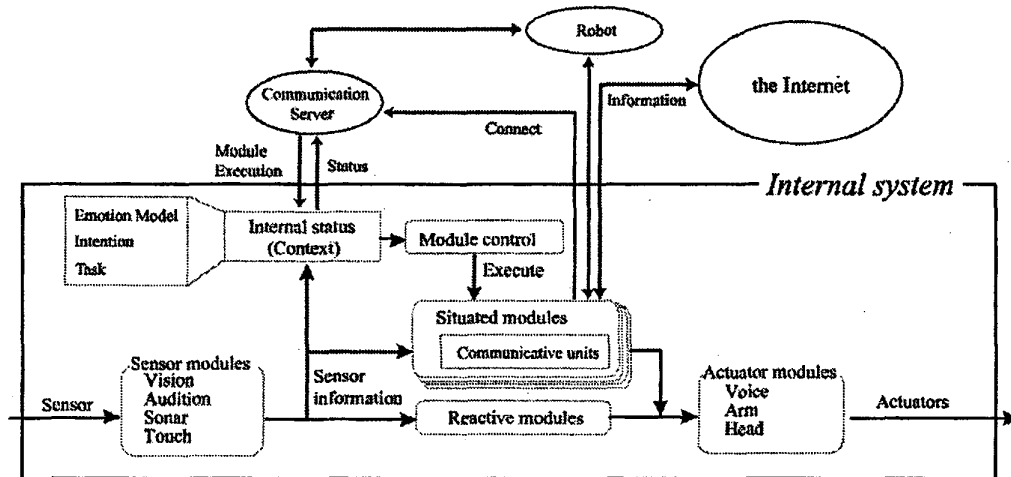 Robot
the Internet
Communication
Server
Information
Connect
Module
Execution
Status
Internal system
Emotion Model
Intention
Task
Internal status
(Context)
Module control
Execute
Situated modules
Communicative units
Sensor modules
Vision
Audition
Sonar
Touch
Sensor
Sensor
information
Reactive modules
Actuator modules
Voice
Arm
Head
Actuators